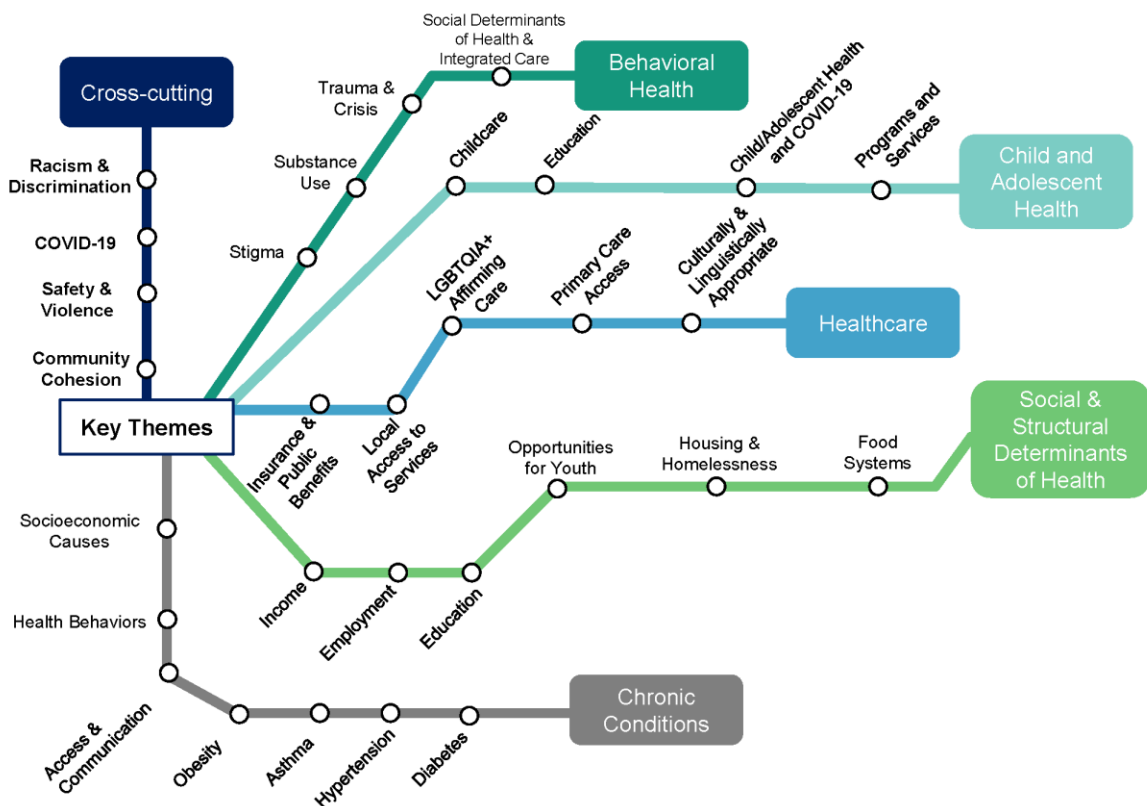 Cross-cutting
Racism &
Discrimination
COVID-19
Safety &
Violence
Community
Cohesion
Key Themes
Social Determinants
of Health &
Integrated Care
Trauma &
Crisis
Substance
Use
Stigma
Behavioral
Health
Childcare
Education
Child/Adolescent Health
and COVID-19
Programs and
Services
Child and
Adolescent
Health
Insurance &
Public
Benefits
Local
Access to
Services
LGBTQIA+
Affirming
Care
Primary Care
Access
Culturally &
Linguistically
Appropriate
Healthcare
Income
Employment
Education
Opportunities
for Youth
Housing &
Homelessness
Food
Systems
Social &
Structural
Determinants
of Health
Socioeconomic
Causes
Health Behaviors
Access &
Communication
Obesity
Asthma
Hypertension
Diabetes
Chronic
Conditions